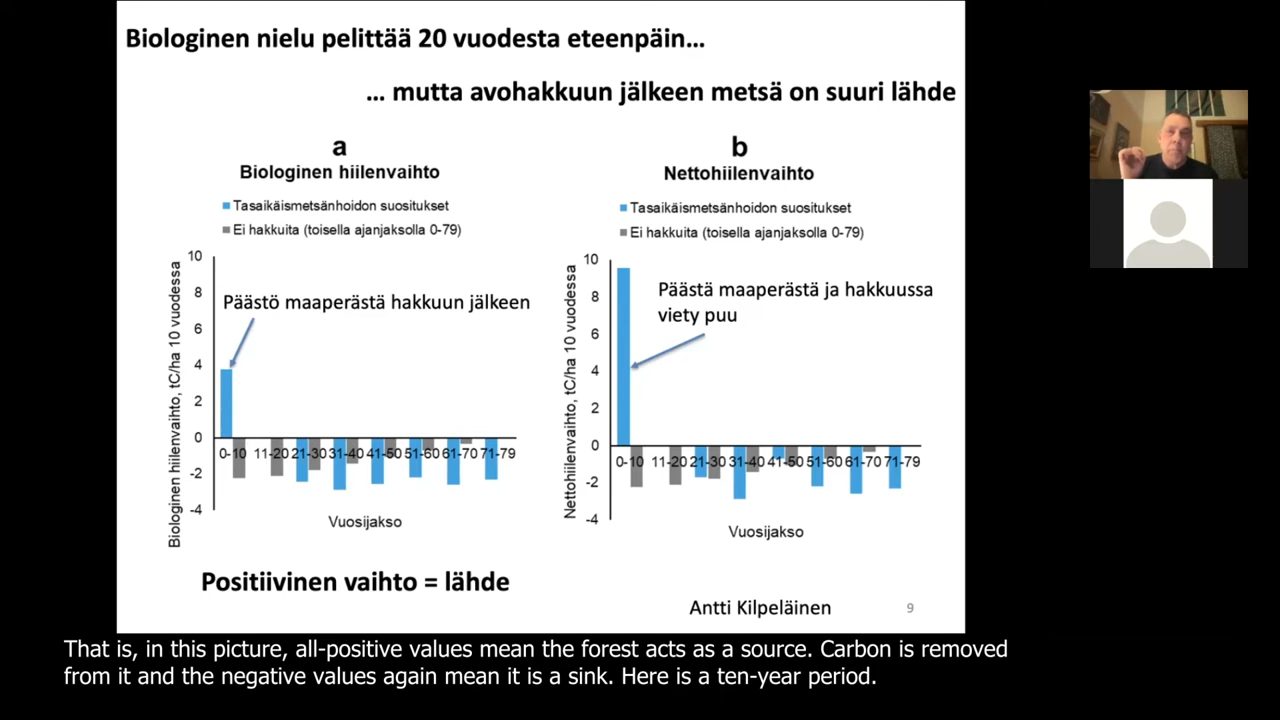 Biologinen nielu pelittää 20 vuodesta eteenpäin…
… mutta avohakkuun jälkeen metsä on suuri lähde
a
Biologinen hiilenvaihto
Tasaikäismetsänhoidon suositukset
Ei hakkuita (toisella ajanjaksolla 0-79)
Biologinen hiilenvaihto, tC/ha 10 vuodessa
10
8
6
4
2
0
-2
-4
Päästö maaperästä hakkuun jälkeen
0-10 11-20 21-30 31-40 41-50 51-60 61-70 71-79
Vuosijakso
b
Nettohiilenvaihto
Tasaikäismetsänhoidon suositukset
Ei hakkuita (toisella ajanjaksolla 0-79)
Nettohiilenvaihto, tC/ha 10 vuodessa
10
8
6
4
2
0
-2
-4
Päästä maaperästä ja hakkuussa
viety puu
0-10 11-20 21-30 31-40 41-50 51-60 61-70 71-79
Vuosijakso
Positiivinen vaihto = lähde
Antti Kilpeläinen
9
That is, in this picture, all-positive values mean the forest acts as a source. Carbon is removed
from it and the negative values again mean it is a sink. Here is a ten-year period.